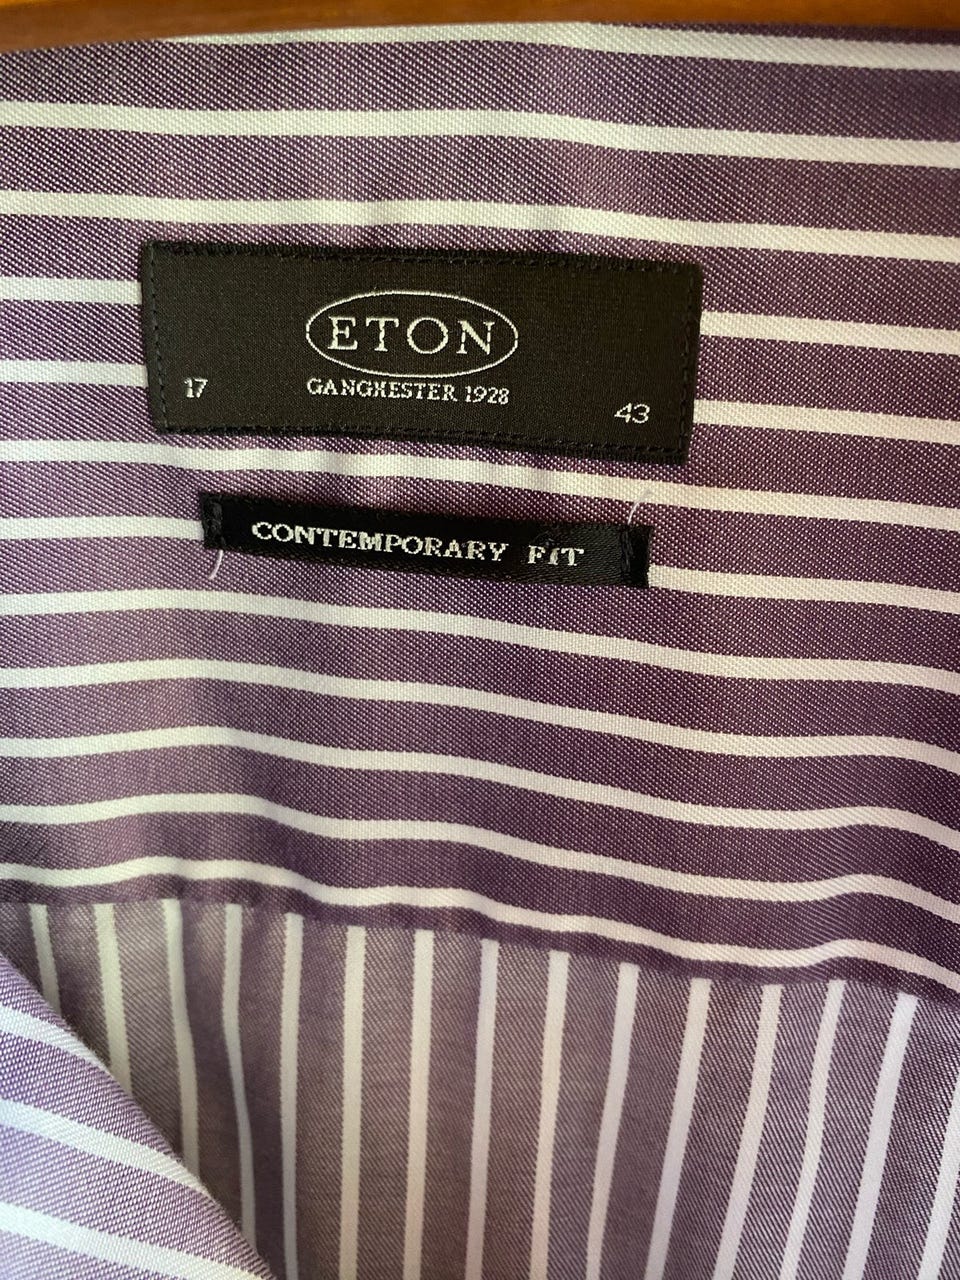 ETON
GANGHESTER 1928
17
43
CONTEMPORARY FIT